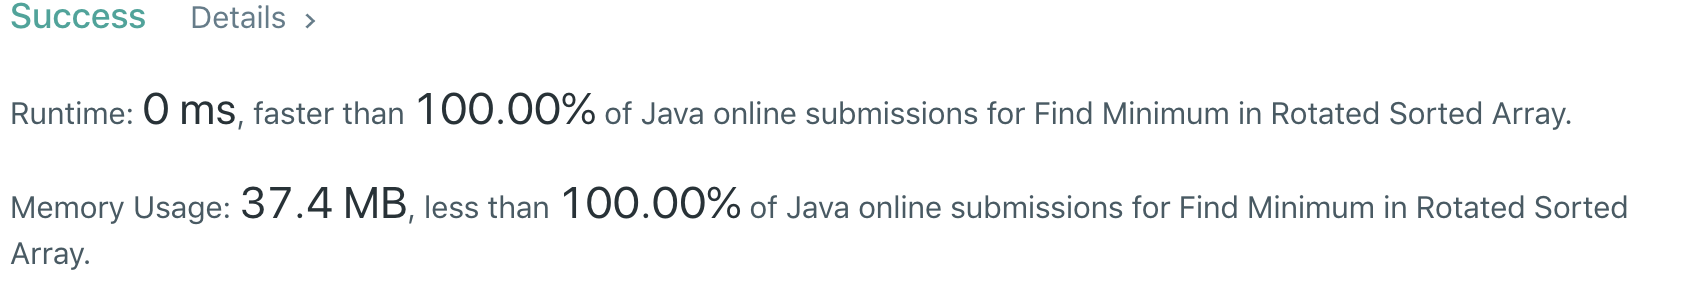 Success Details >
Runtime: 0 ms, faster than 100.00% of Java online submissions for Find Minimum in Rotated Sorted Array.
Memory Usage: 37.4 MB, less than 100.00% of Java online submissions for Find Minimum in Rotated Sorted
Array.